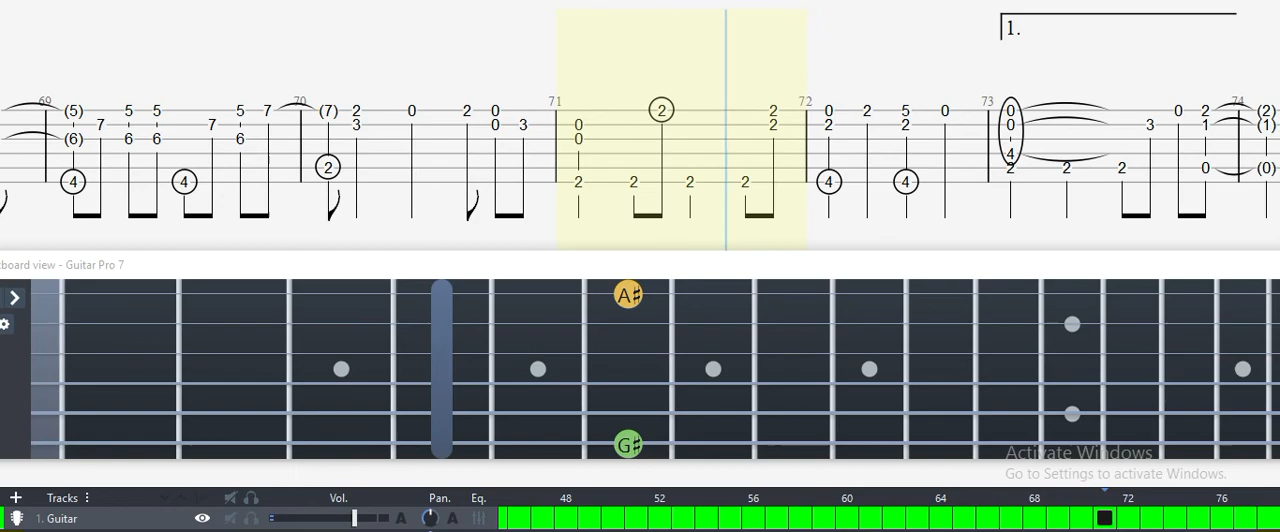 1.
69 70 71 72 73 74
(5) 5 5 5 7 (7) 2 0 2 0 2 2 0 2 5 0 0 2 (2)
7 7 3 0 3 0 2 2 2 0 3 1 (1)
(6) 6 6 6 0
4
2 2 2 2 0 (0)
4 4 2 2 2 2 4 4
board view - Guitar Pro 7
A♯
G♯
Activate Windows
Go to Settings to activate Windows.
Tracks Vol. Pan. Eq. 48 52 56 60 64 68 72 76
1. Guitar A A